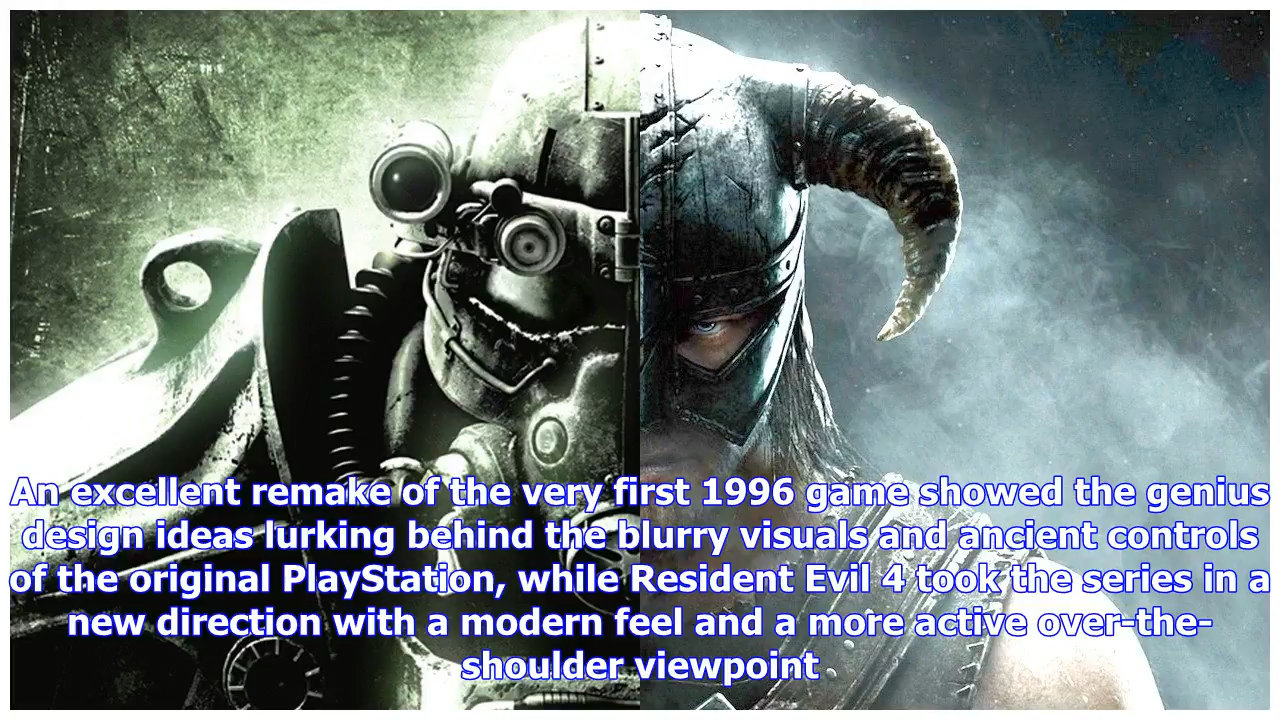 An excellent remake of the very first 1996 game showed the genius
design ideas lurking behind the blurry visuals and ancient controls
of the original PlayStation, while Resident Evil 4 took the series in a
new direction with a modern feel and a more active over-the-
shoulder viewpoint